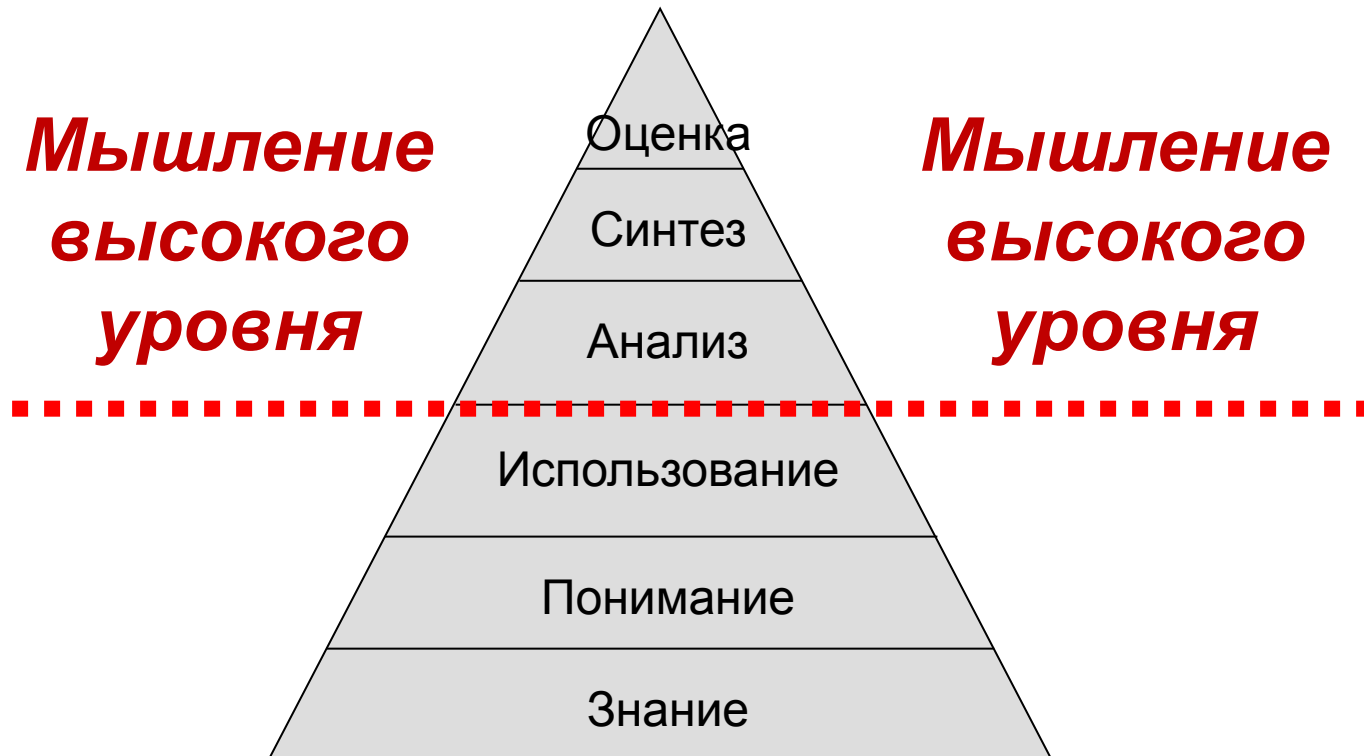 Мышление
высокого
уровня
Оценка
Синтез
Анализ
Использование
Понимание
Знание
Мышление
высокого
уровня